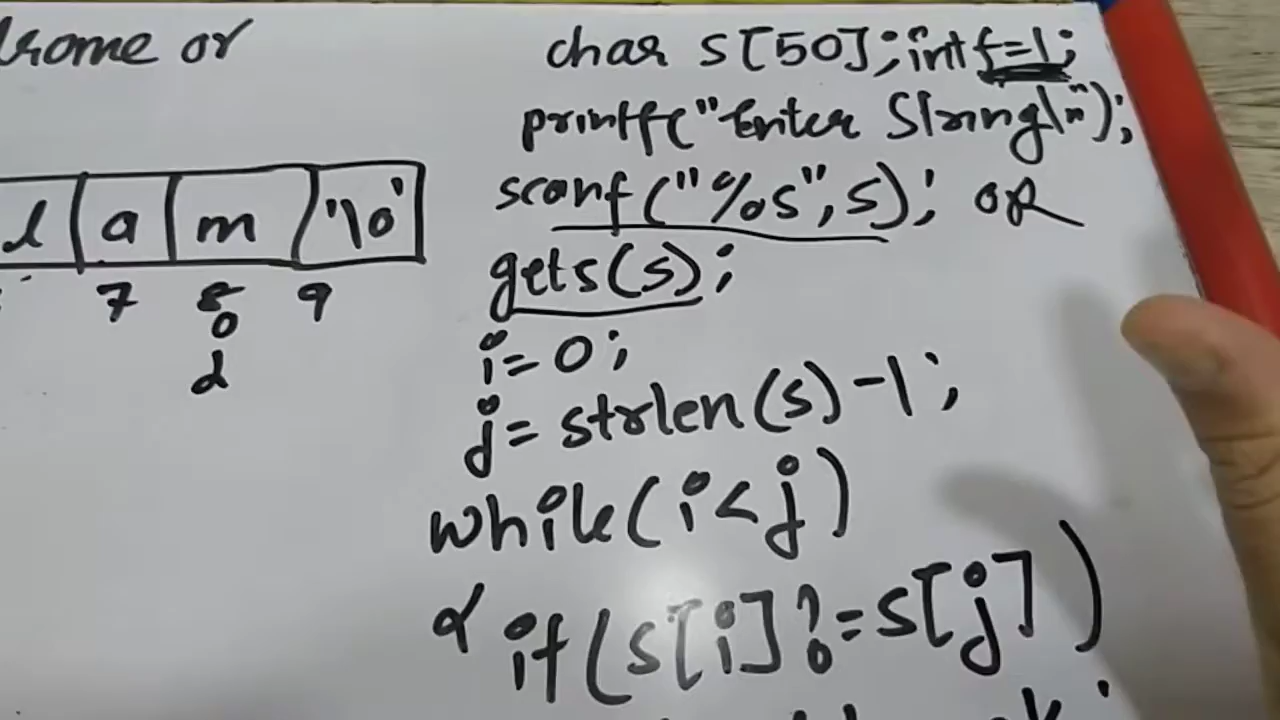 or
char s[50]; int f=1;
printf("Enter String\n");
scanf("%s",s); OR
gets(s);
l a m '\0'
7 8 9
0
i=0;
j=strlen(s)-1;
while(i<j)
{ if(s[i]!=s[j])